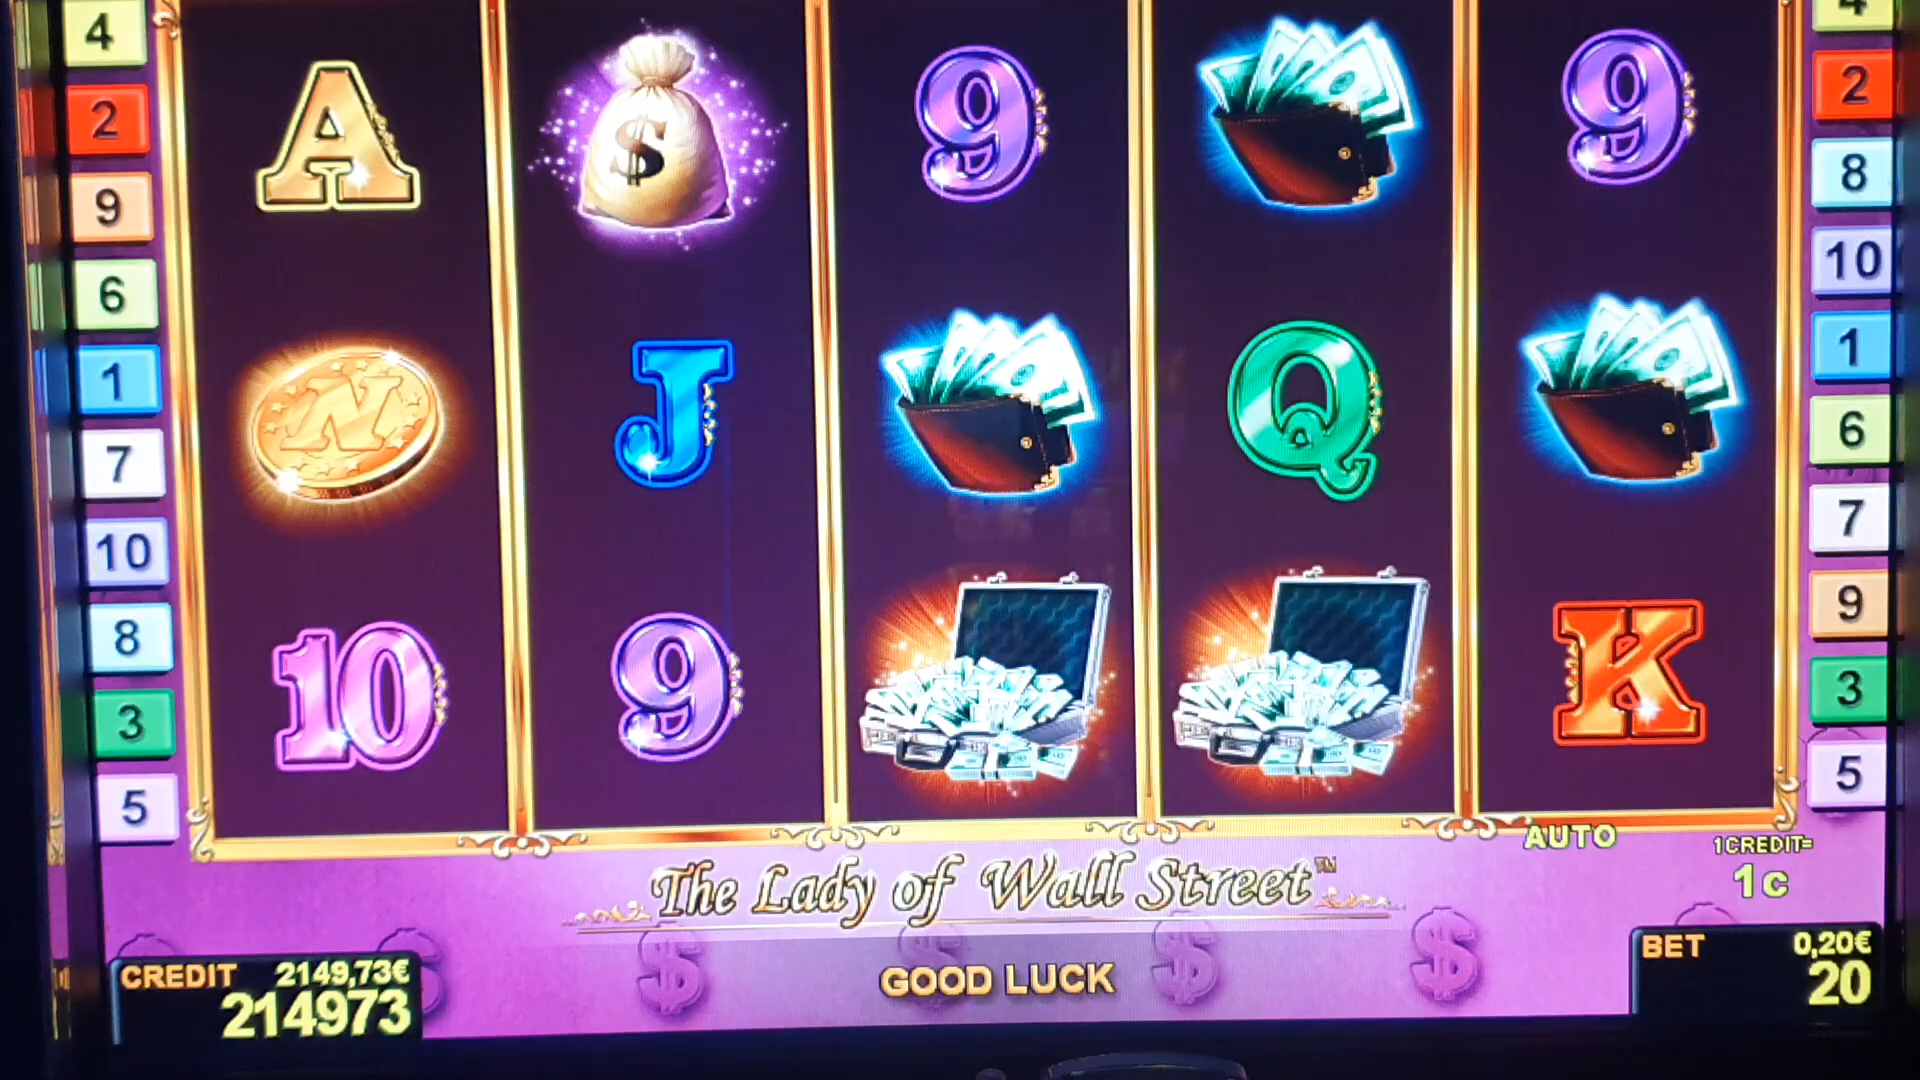 4
2
9
6
1
7
10
8
3
5
A
$
9
9
N
J
Q
10
9
K
4
2
8
10
1
6
7
9
3
5
AUTO
1CREDIT=
1c
The Lady of Wall Street™
CREDIT 2149,73€
214973
$ $ $ $
GOOD LUCK
BET 0,20€
20